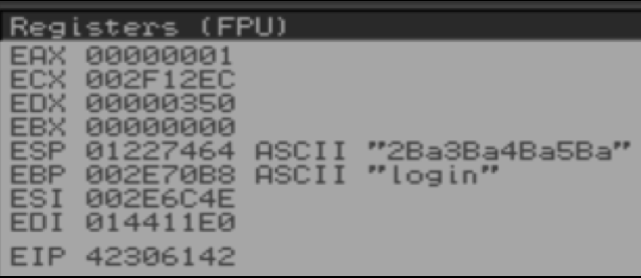 Registers (FPU)
EAX 00000001
ECX 002F12EC
EDX 00000350
EBX 00000000
ESP 01227464 ASCII "2Ba3Ba4Ba5Ba"
EBP 002E70B8 ASCII "login"
ESI 002E6C4E
EDI 014411E0
EIP 42306142